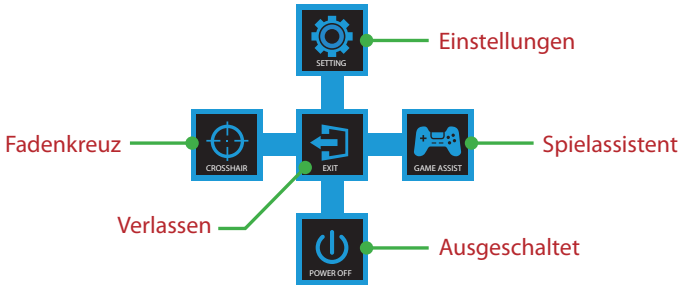 Einstellungen
SETTING
Fadenkreuz
CROSSHAIR
EXIT
GAME ASSIST
Spielassistent
Verlassen
POWER OFF
Ausgeschaltet